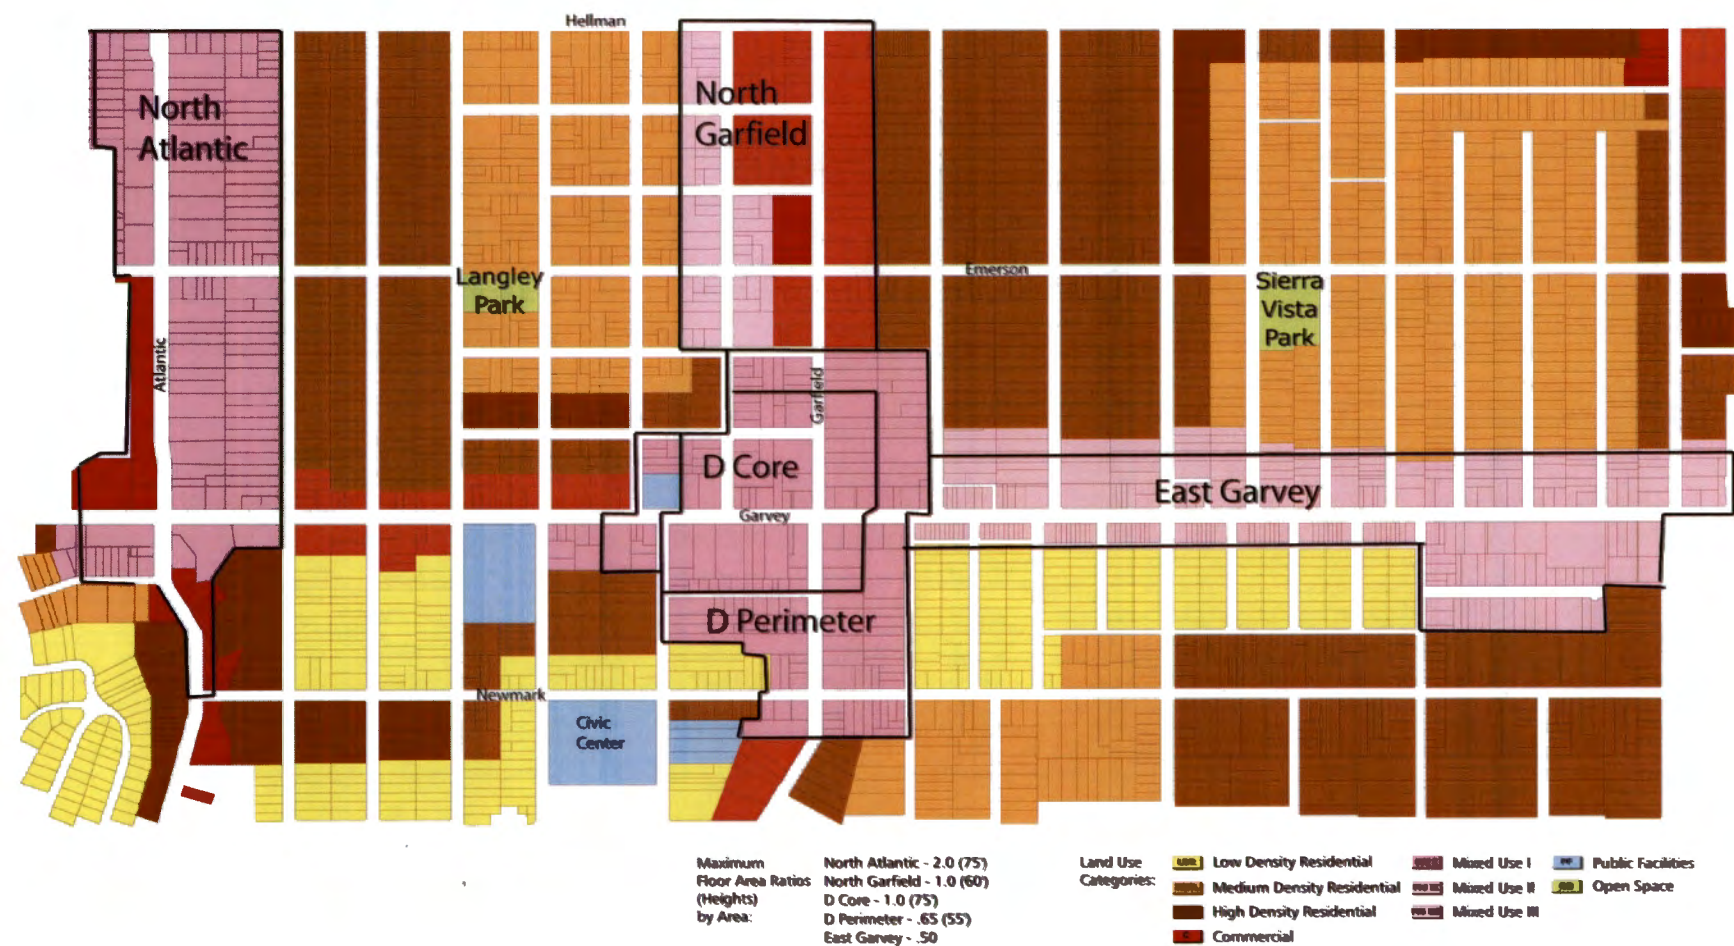 Hellman
North
Atlantic
North
Garfield
Emerson
Langley
Park
Sierra
Vista
Park
Atlantic
Garfield
D Core
East Garvey
Garvey
D Perimeter
Newmark
Civic
Center
Maximum
Floor Area Ratios
(Heights)
by Area:
North Atlantic - 2.0 (75')
North Garfield - 1.0 (60')
D Core - 1.0 (75')
D Perimeter - .65 (55')
East Garvey - .50
Land Use
Categories:
Low Density Residential
Medium Density Residential
High Density Residential
C Commercial
Mixed Use I
Mixed Use II
Mixed Use III
Public Facilities
Open Space